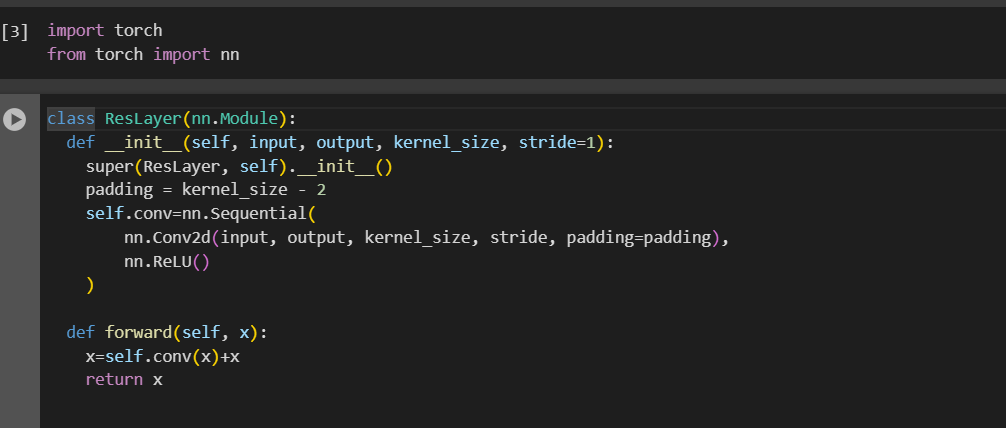 [3]
import torch
from torch import nn
class ResLayer(nn.Module):
  def __init__(self, input, output, kernel_size, stride=1):
    super(ResLayer, self).__init__()
    padding = kernel_size - 2
    self.conv=nn.Sequential(
        nn.Conv2d(input, output, kernel_size, stride, padding=padding),
        nn.ReLU()
    )
  def forward(self, x):
    x=self.conv(x)+x
    return x